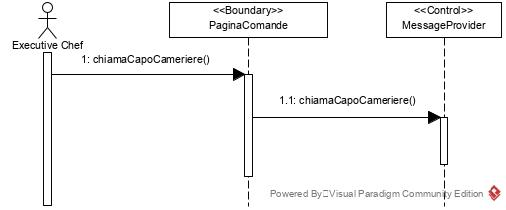 <<Boundary>>
PaginaComande
<<Control>>
MessageProvider
Executive Chef
1: chiamaCapoCameriere()
1.1: chiamaCapoCameriere()
Powered By Visual Paradigm Community Edition